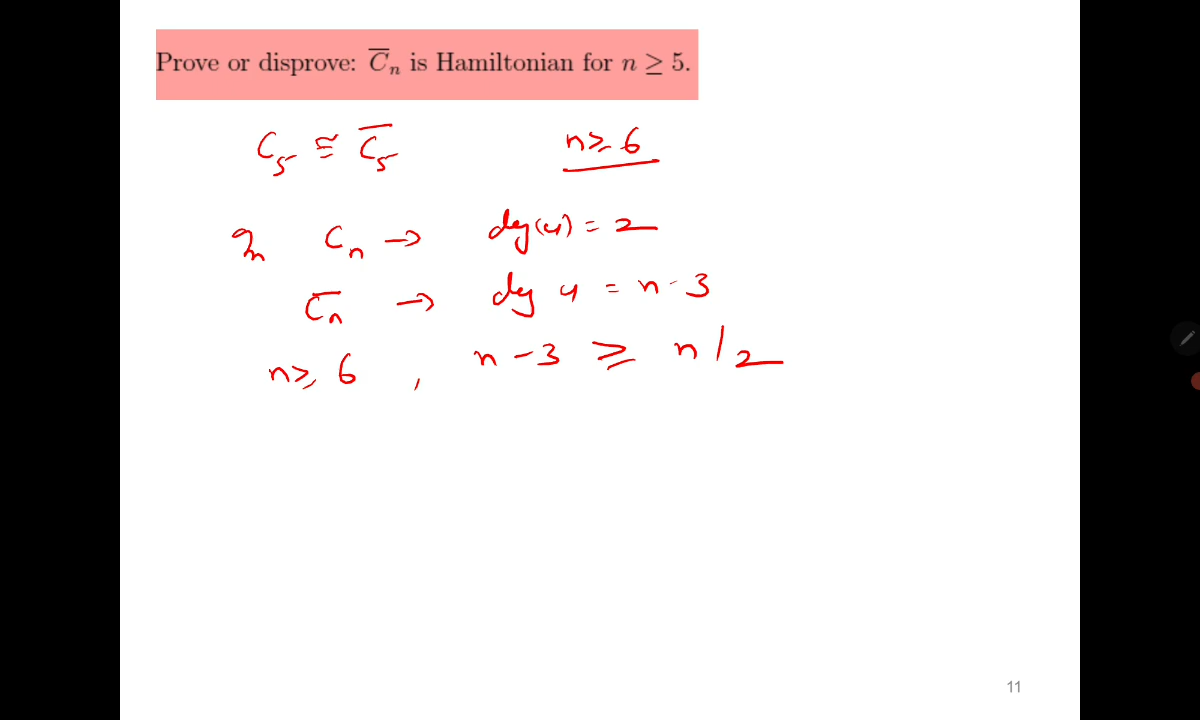 Prove or disprove: C̅ₙ is Hamiltonian for n ≥ 5.
C₅ ≅ C̅₅
n ≥ 6
In Cₙ → deg(u) = 2
C̅ₙ → deg u = n - 3
n ≥ 6 , n - 3 ≥ n/2
11